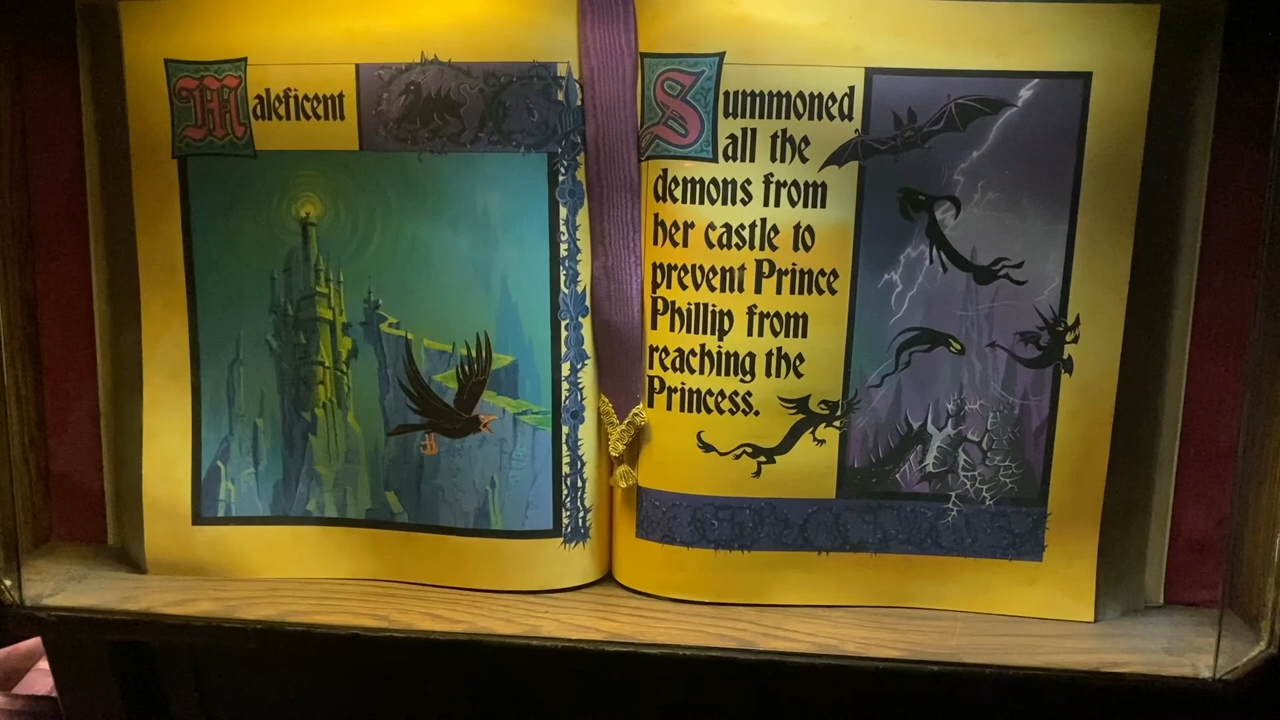 Maleficent
Summoned
all the
demons from
her castle to
prevent Prince
Phillip from
reaching the
Princess.